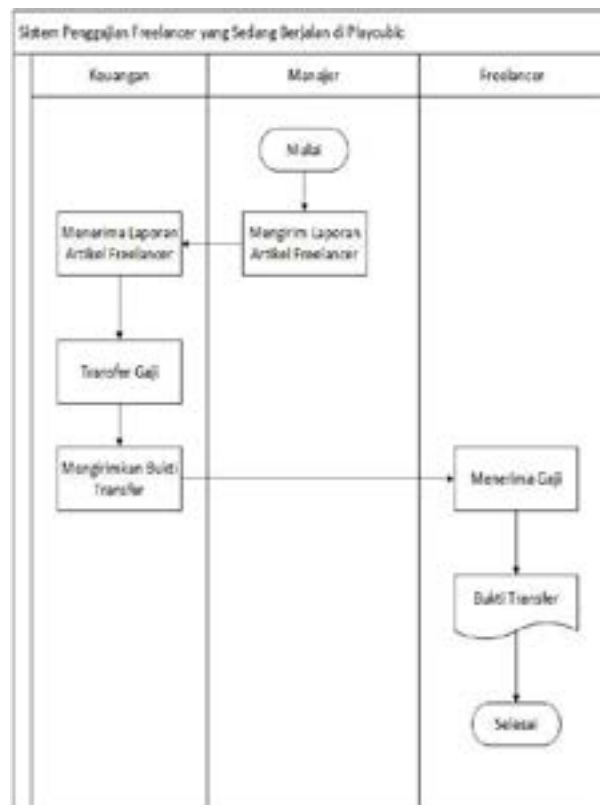 Sistem Penggajian Freelancer yang Sedang Berjalan di Playcubic
Keuangan
Manajer
Freelancer
Mulai
Menerima Laporan
Artikel Freelancer
Mengirim Laporan
Artikel Freelancer
Transfer Gaji
Mengirimkan Bukti
Transfer
Menerima Gaji
Bukti Transfer
Selesai